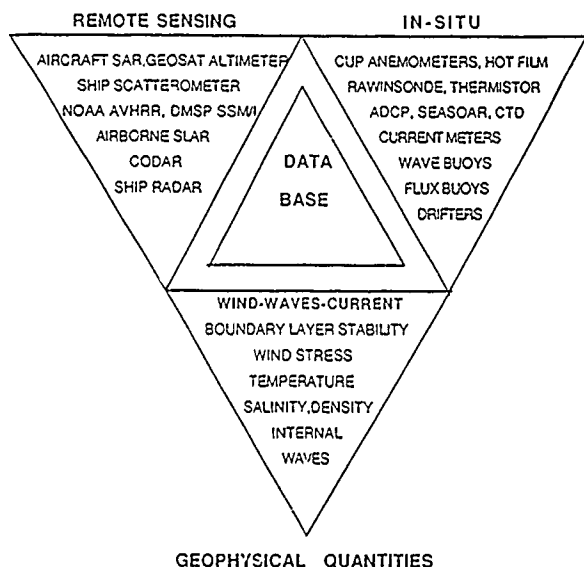 REMOTE SENSING
AIRCRAFT SAR,GEOSAT ALTIMETER
SHIP SCATTEROMETER
NOAA AVHRR, DMSP SSM/I
AIRBORNE SLAR
CODAR
SHIP RADAR
IN-SITU
CUP ANEMOMETERS, HOT FILM
RAWINSONDE, THERMISTOR
ADCP, SEASOAR, CTD
CURRENT METERS
WAVE BUOYS
FLUX BUOYS
DRIFTERS
DATA
BASE
WIND-WAVES-CURRENT
BOUNDARY LAYER STABILITY
WIND STRESS
TEMPERATURE
SALINITY,DENSITY
INTERNAL
WAVES
GEOPHYSICAL QUANTITIES